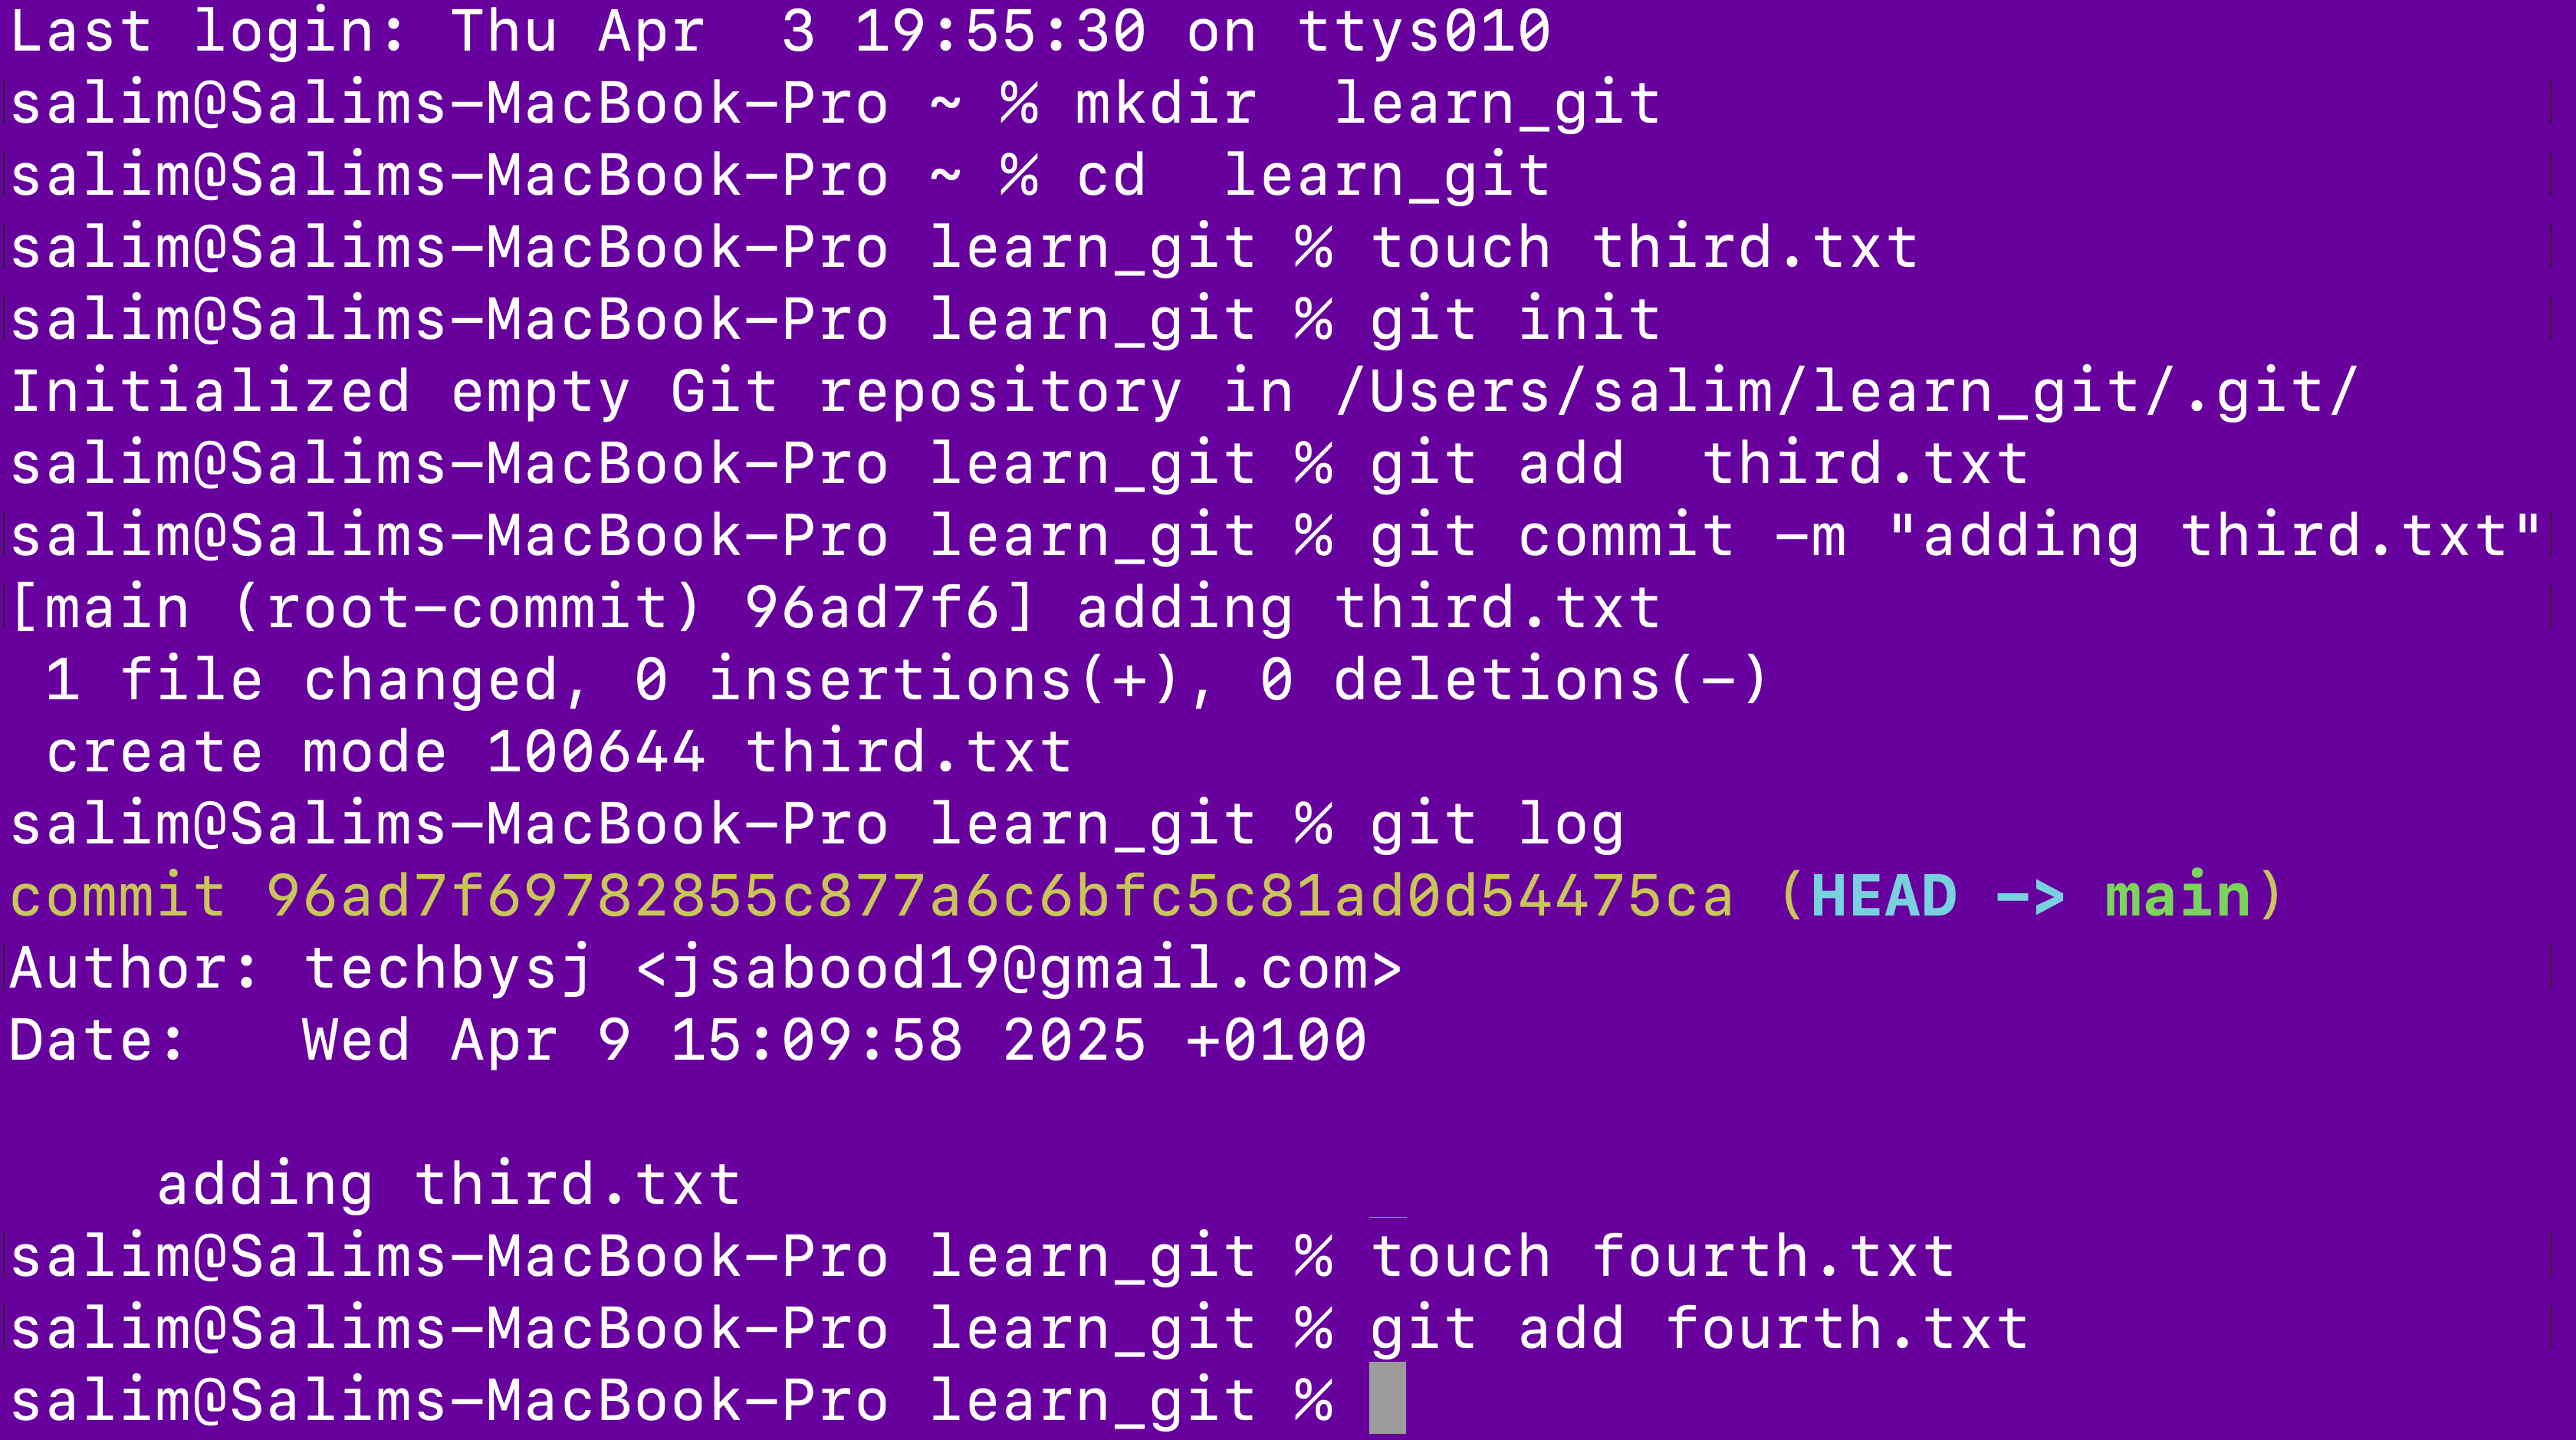 Last login: Thu Apr  3 19:55:30 on ttys010
salim@Salims-MacBook-Pro ~ % mkdir  learn_git
salim@Salims-MacBook-Pro ~ % cd  learn_git
salim@Salims-MacBook-Pro learn_git % touch third.txt
salim@Salims-MacBook-Pro learn_git % git init
Initialized empty Git repository in /Users/salim/learn_git/.git/
salim@Salims-MacBook-Pro learn_git % git add  third.txt
salim@Salims-MacBook-Pro learn_git % git commit -m "adding third.txt"
[main (root-commit) 96ad7f6] adding third.txt
 1 file changed, 0 insertions(+), 0 deletions(-)
 create mode 100644 third.txt
salim@Salims-MacBook-Pro learn_git % git log
commit 96ad7f69782855c877a6c6bfc5c81ad0d54475ca (HEAD -> main)
Author: techbysj <jsabood19@gmail.com>
Date:   Wed Apr 9 15:09:58 2025 +0100

    adding third.txt
salim@Salims-MacBook-Pro learn_git % touch fourth.txt
salim@Salims-MacBook-Pro learn_git % git add fourth.txt
salim@Salims-MacBook-Pro learn_git %